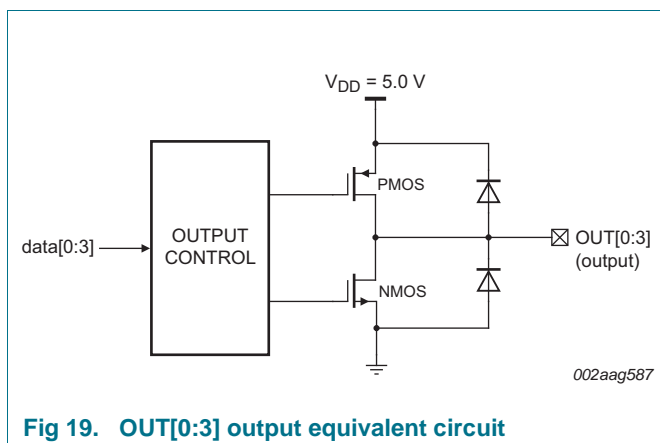 VDD = 5.0 V
PMOS
data[0:3]
OUTPUT
CONTROL
OUT[0:3]
(output)
NMOS
002aag587
Fig 19. OUT[0:3] output equivalent circuit